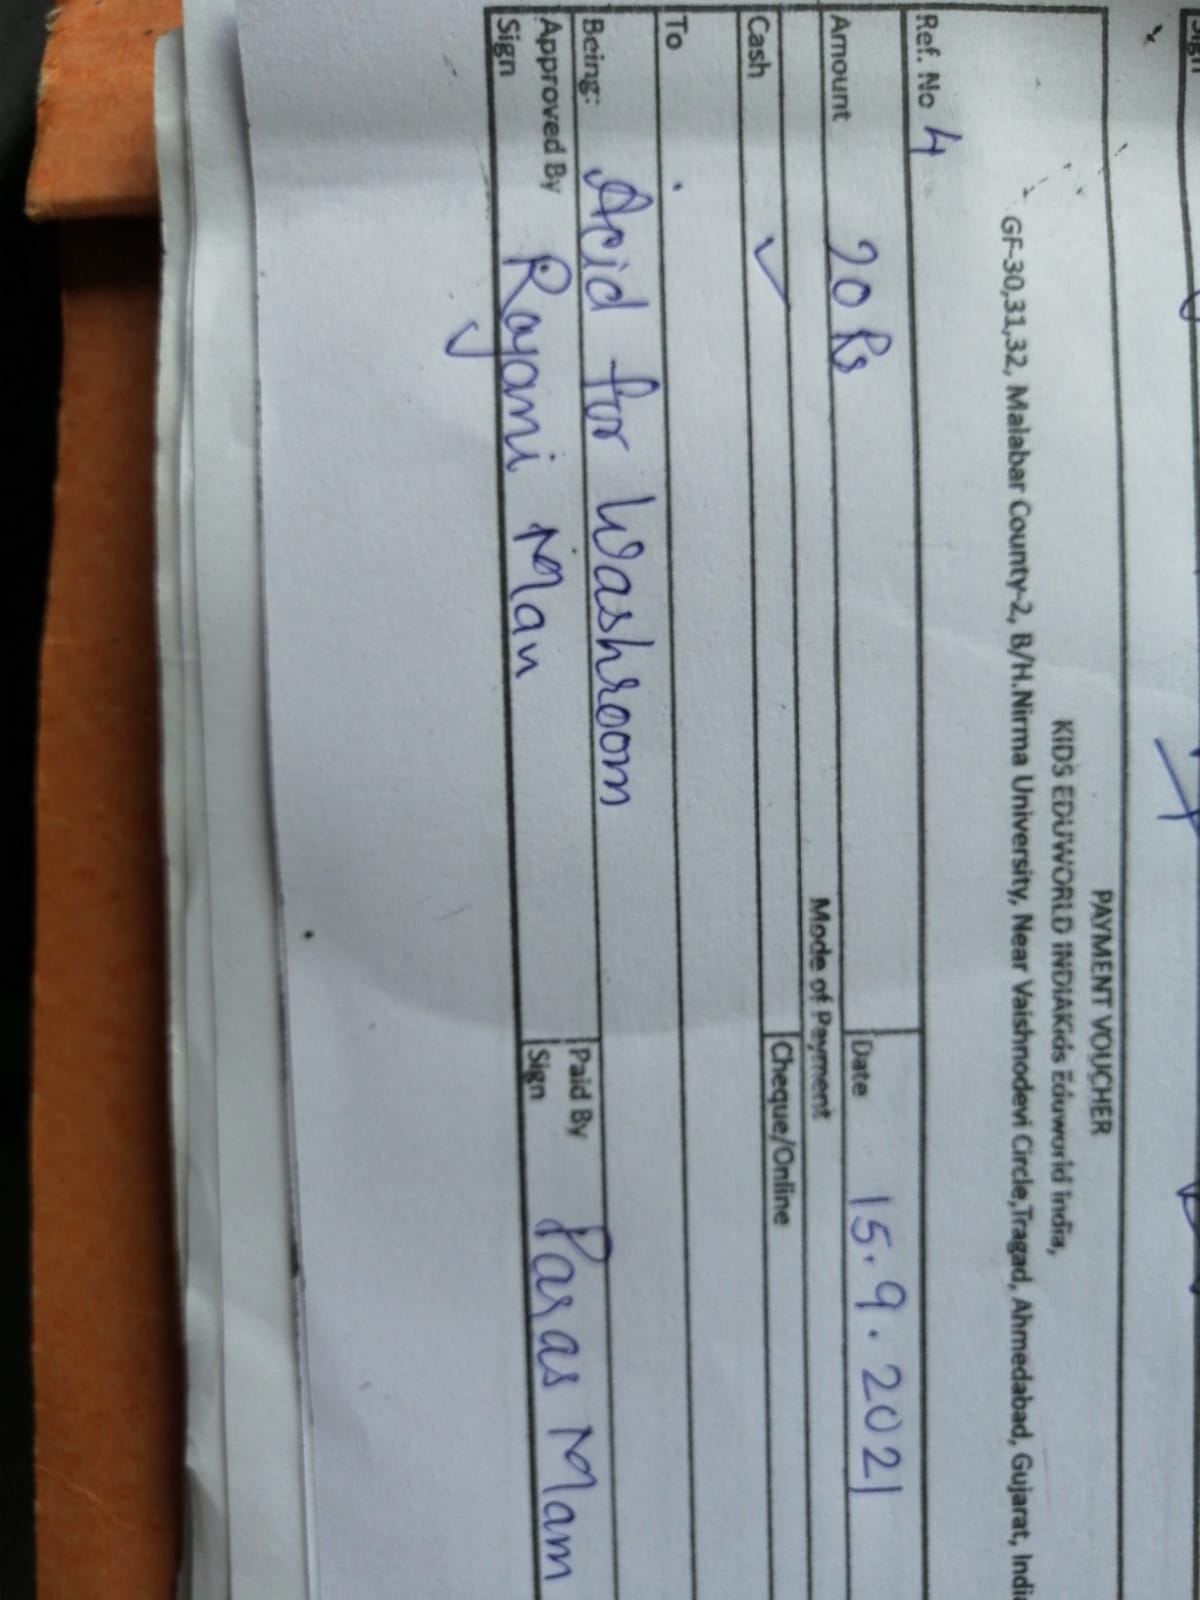 PAYMENT VOUCHER
KIDS EDUWORLD INDIAKids Eduworld India,
GF-30,31,32, Malabar County-2, B/H.Nirma University, Near Vaishnodevi Circle,Tragad, Ahmedabad, Gujarat, Indi
Ref. No 4
Amount 20 Rs Date 15.9.2021
Mode of Payment
Cash ✓ Cheque/Online
To
Being: Acid for Washroom
Approved By Rajani Man Paid By Paras Mam
Sign Sign